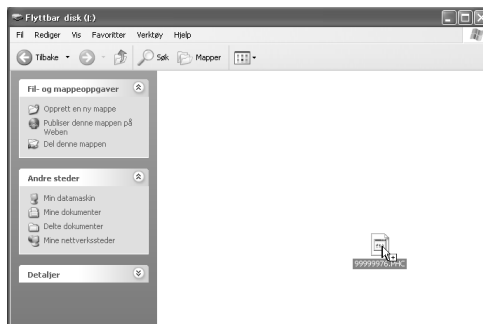 Flyttbar disk (J:)
Fil Rediger Vis Favoritter Verktøy Hjelp
Tilbake Søk Mapper
Fil- og mappeoppgaver
Opprett en ny mappe
Publiser denne mappen på
Weben
Del denne mappen
Andre steder
Min datamaskin
Mine dokumenter
Delte dokumenter
Mine nettverkssteder
Detaljer